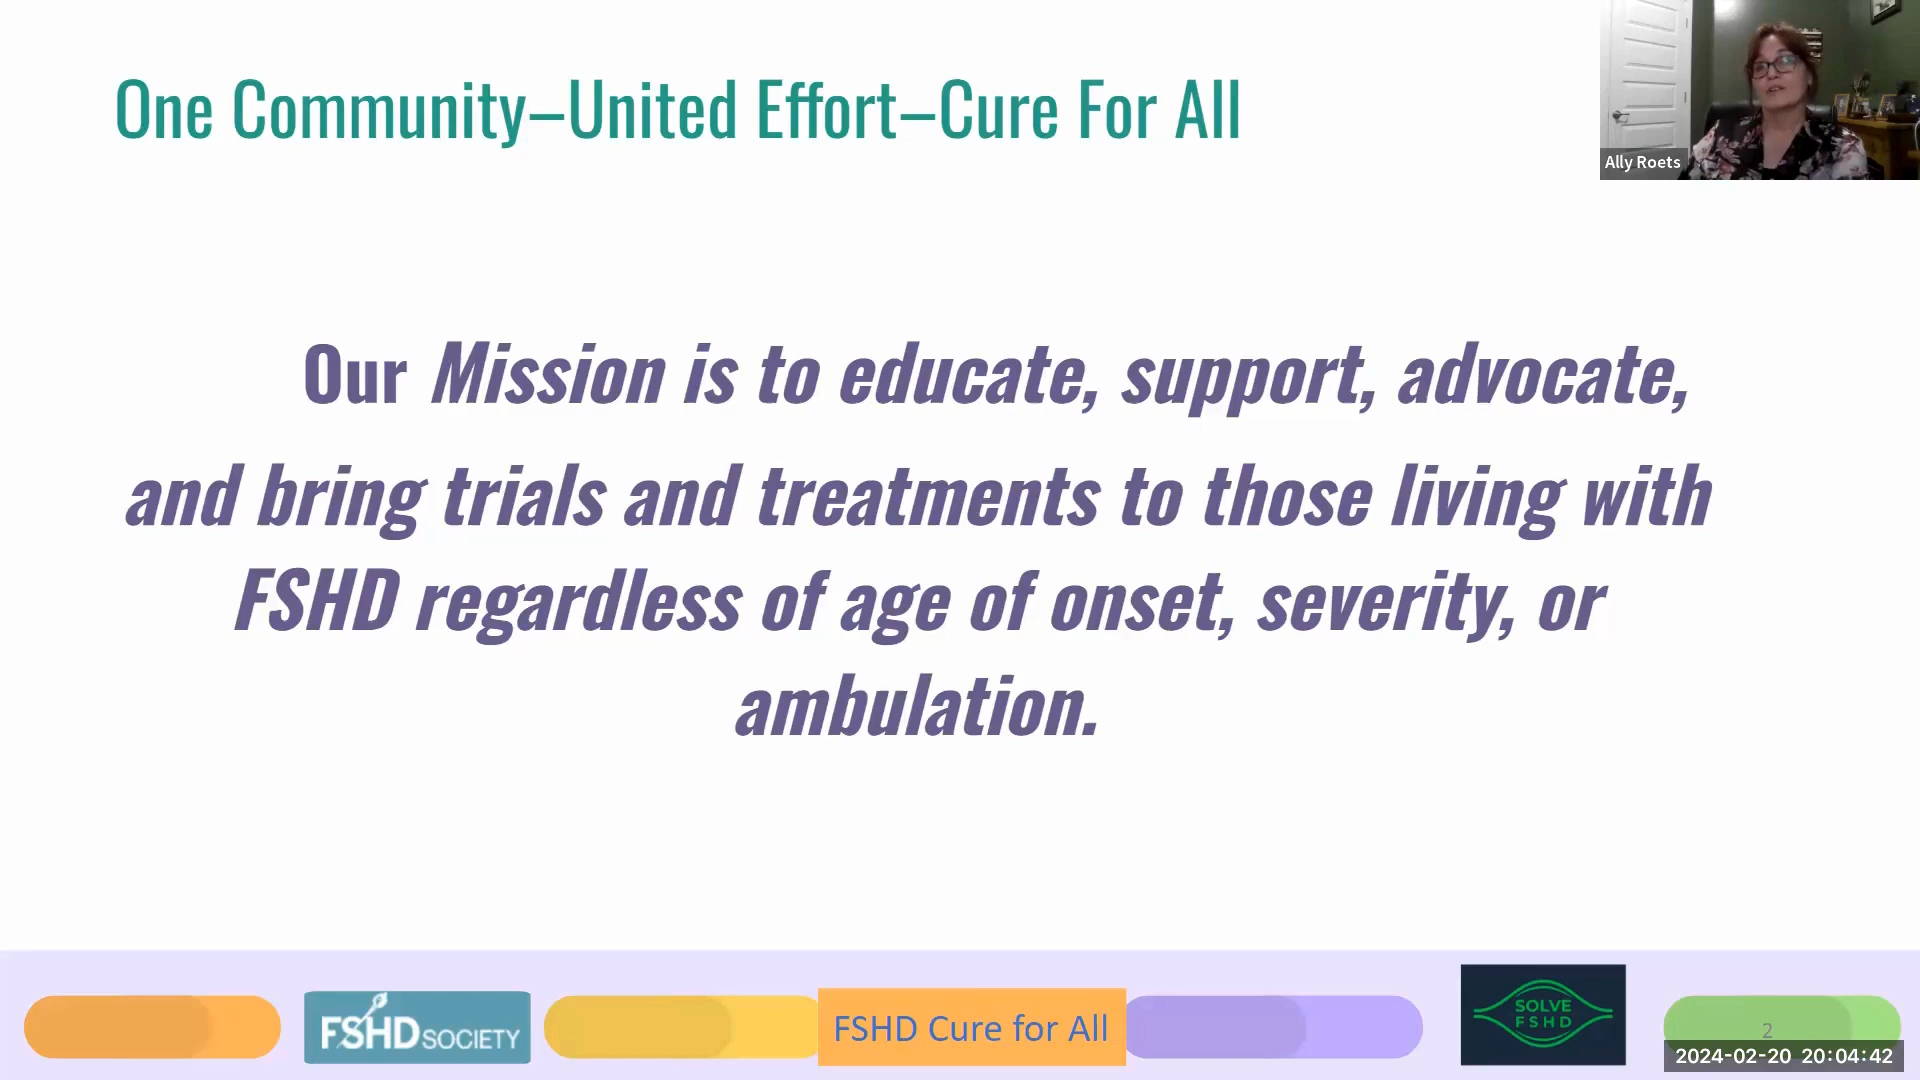 One Community–United Effort–Cure For All
Ally Roets
Our Mission is to educate, support, advocate,
and bring trials and treatments to those living with
FSHD regardless of age of onset, severity, or
ambulation.
FSHD SOCIETY
FSHD Cure for All
SOLVE
FSHD
2
2024-02-20 20:04:42